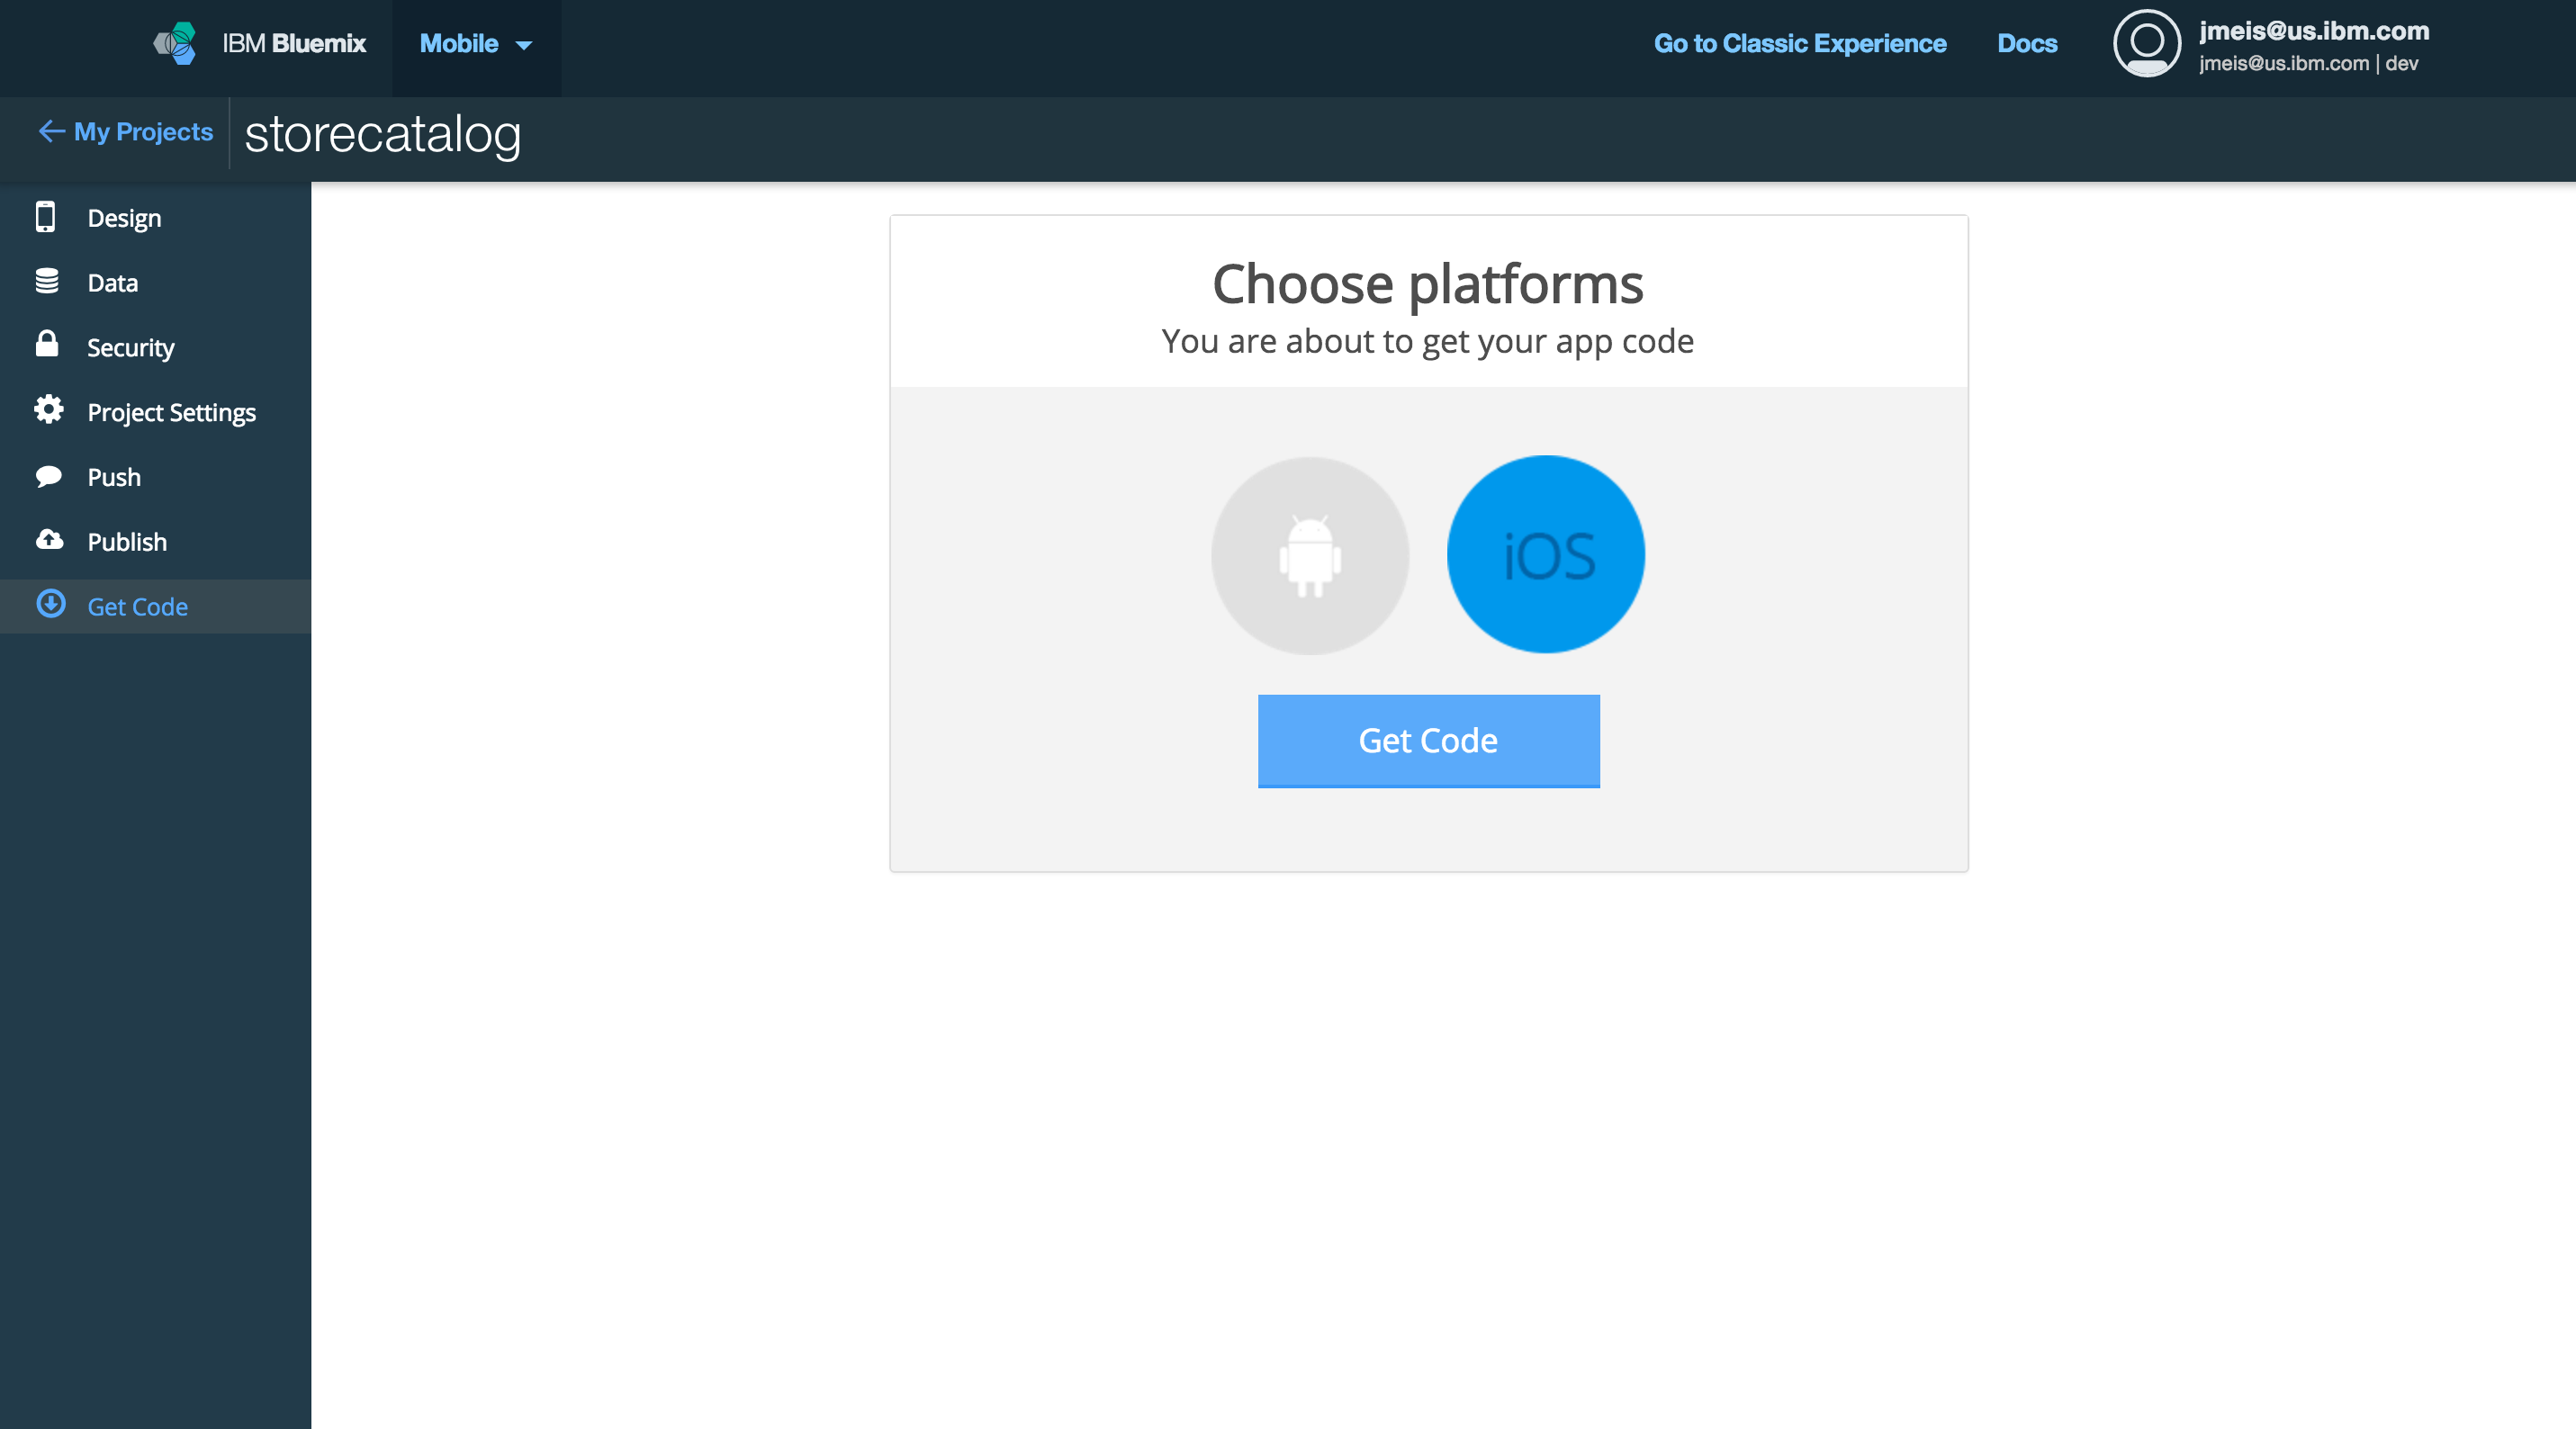 IBM Bluemix
Mobile
Go to Classic Experience
Docs
jmeis@us.ibm.com
jmeis@us.ibm.com | dev
My Projects
storecatalog
Design
Data
Security
Project Settings
Push
Publish
Get Code
Choose platforms
You are about to get your app code
iOS
Get Code